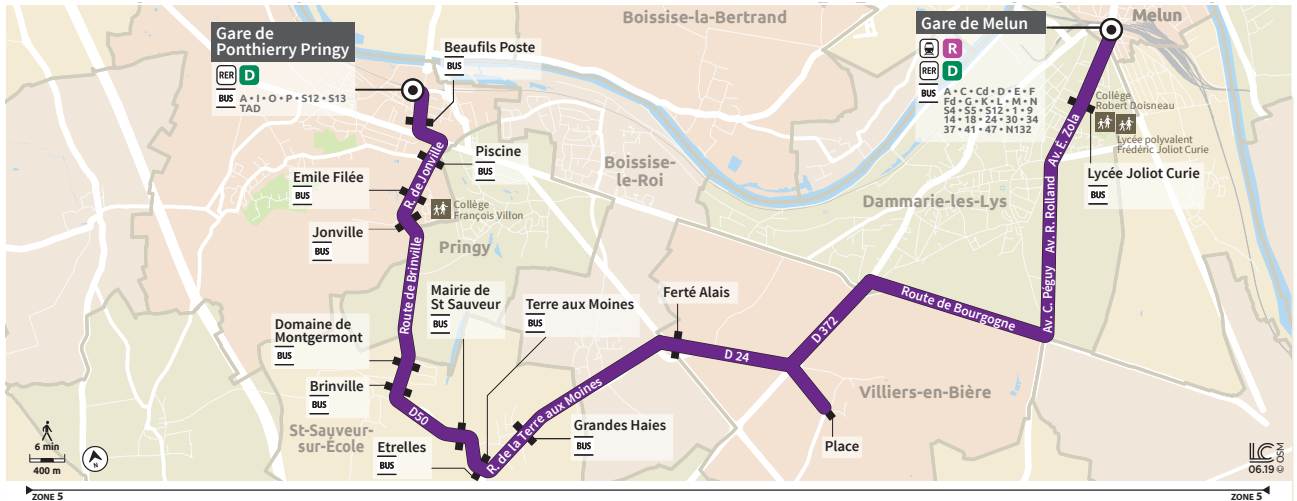 Gare de
Ponthierry Pringy
RER D
BUS A • I • O • P • S12 • S13
TAD
Beaufils Poste
BUS
Boissise-la-Bertrand
Gare de Melun
R
RER D
BUS A • C • Cd • D • E • F
Fd • G • K • L • M • N
S4 • S5 • S12 • 1 • 9
14 • 18 • 24 • 30 • 34
37 • 41 • 47 • N132
Melun
Collège
Robert Doisneau
Lycée polyvalent
Frédéric Joliot Curie
Lycée Joliot Curie
BUS
Av. E. Zola
Av. R. Rolland
Av. C. Péguy
Piscine
BUS
R. de Jonville
Emile Filée
BUS
Collège
François Villon
Jonville
BUS
Pringy
Boissise-
le-Roi
Dammarie-les-Lys
Route de Brinville
Mairie de
St Sauveur
BUS
Terre aux Moines
BUS
Ferté Alais
Route de Bourgogne
D 372
D 24
Domaine de
Montgermont
BUS
Brinville
BUS
D50
St-Sauveur-
sur-École
Etrelles
BUS
R. de la Terre aux Moines
Grandes Haies
BUS
Villiers-en-Bière
Place
6 min
400 m
N
LC
06.19 © OSM
ZONE 5
ZONE 5